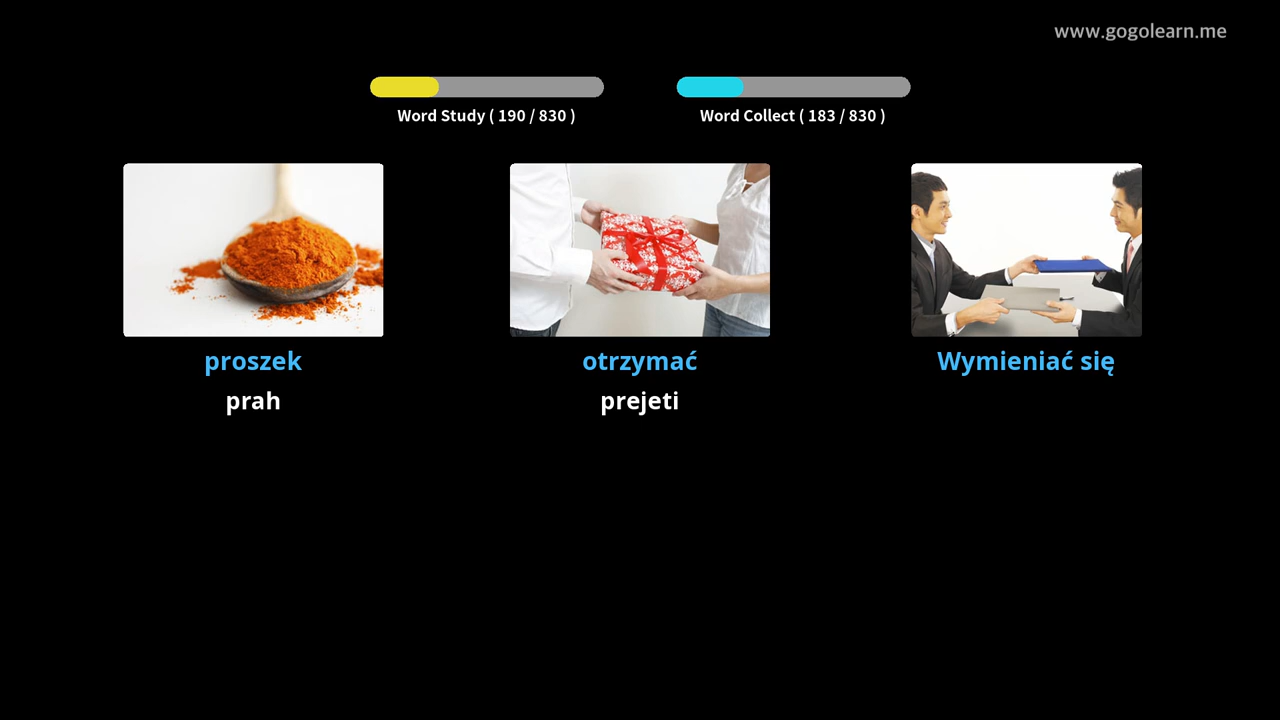 www.gogolearn.me
Word Study ( 190 / 830 )
Word Collect ( 183 / 830 )
proszek
otrzymać
Wymieniać się
prah
prejeti